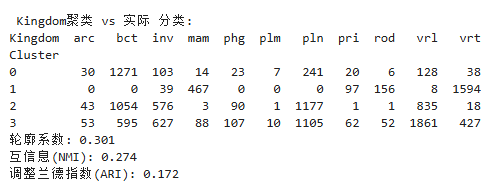 Kingdom聚类 vs 实际 分类:
Kingdom arc bct inv mam phg plm pln pri rod vrl vrt
Cluster
0 30 1271 103 14 23 7 241 20 6 128 38
1 0 0 39 467 0 0 0 97 156 8 1594
2 43 1054 576 3 90 1 1177 1 1 835 18
3 53 595 627 88 107 10 1105 62 52 1861 427
轮廓系数: 0.301
互信息(NMI): 0.274
调整兰德指数(ARI): 0.172